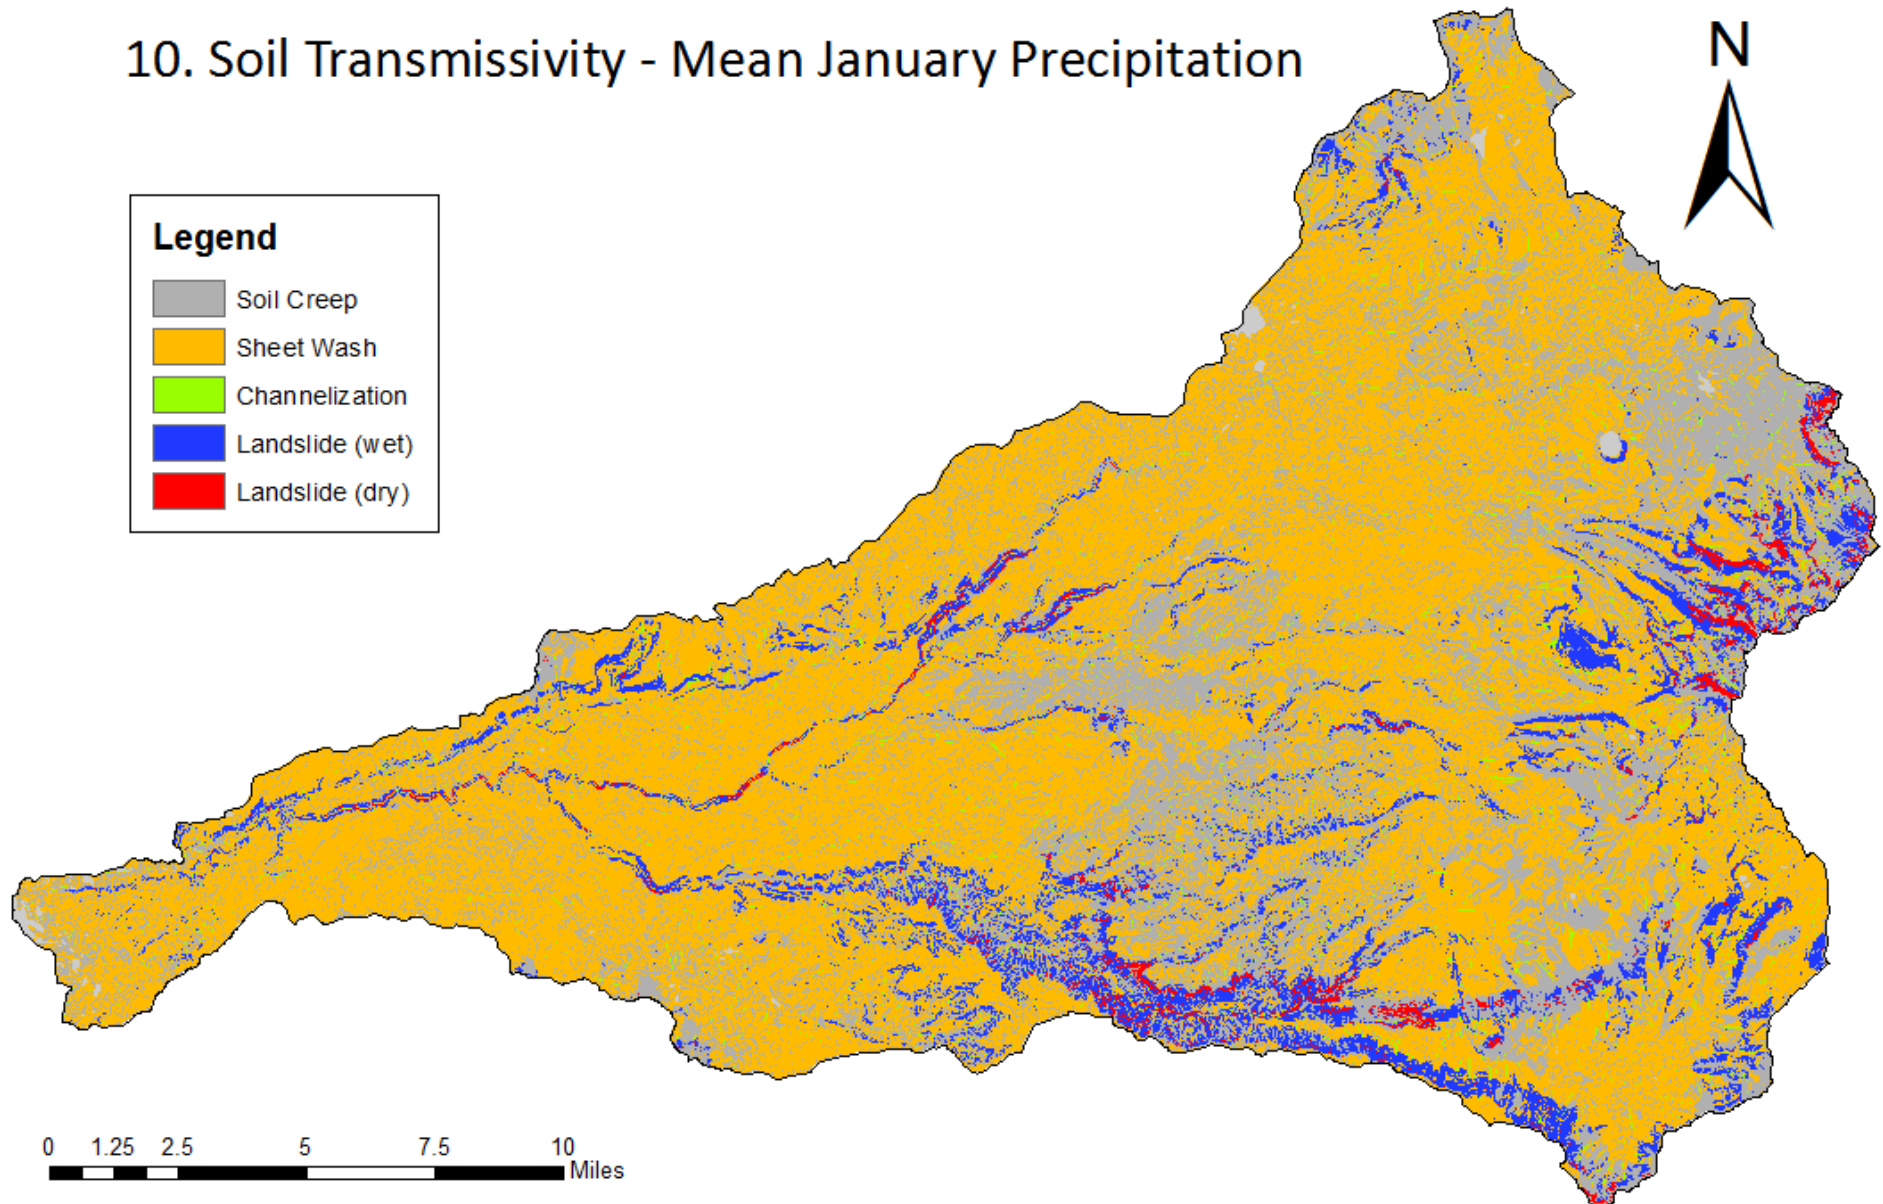 10. Soil Transmissivity - Mean January Precipitation
N
Legend
Soil Creep
Sheet Wash
Channelization
Landslide (wet)
Landslide (dry)
0 1.25 2.5 5 7.5 10
Miles